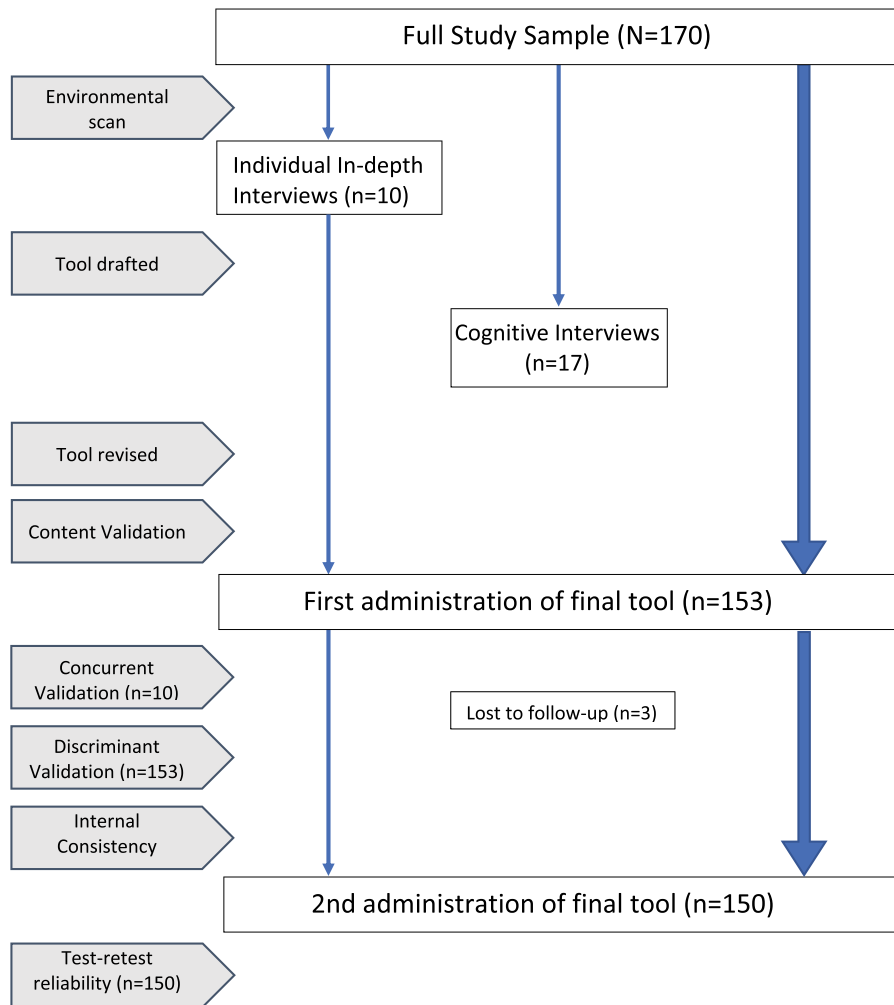 Full Study Sample (N=170)
Environmental
scan
Individual In-depth
Interviews (n=10)
Tool drafted
Cognitive Interviews
(n=17)
Tool revised
Content Validation
First administration of final tool (n=153)
Concurrent
Validation (n=10)
Lost to follow-up (n=3)
Discriminant
Validation (n=153)
Internal
Consistency
2nd administration of final tool (n=150)
Test-retest
reliability (n=150)